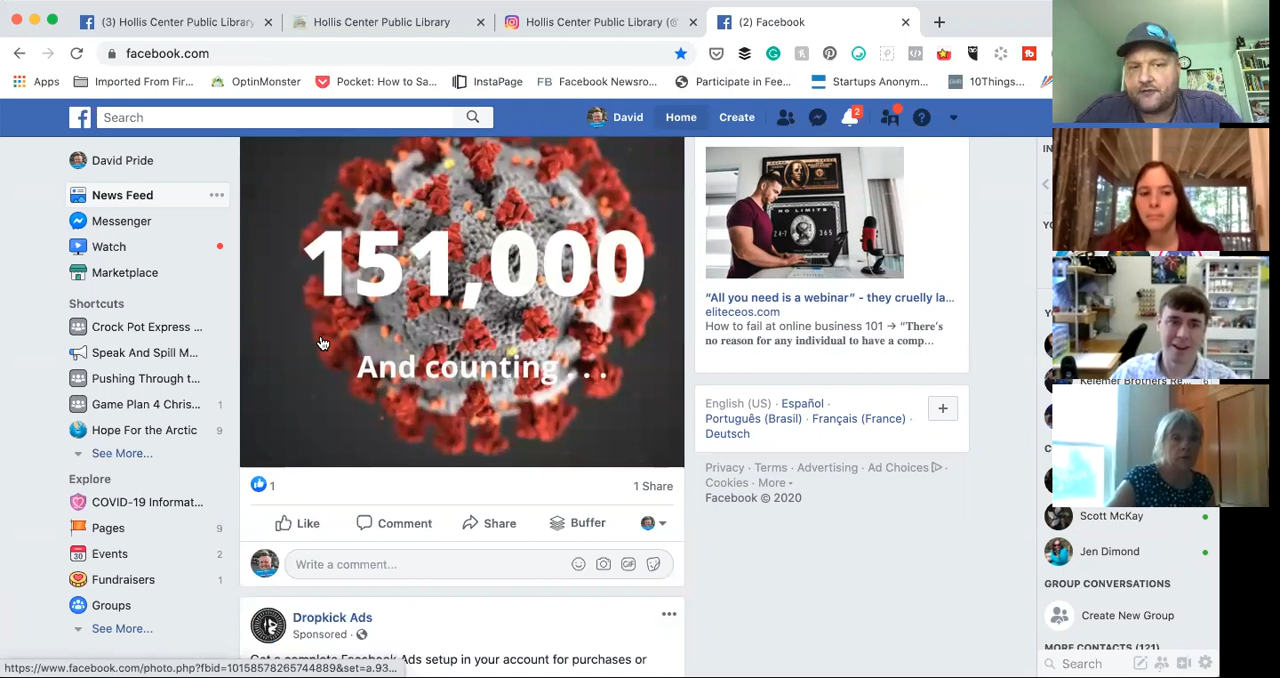 (3) Hollis Center Public Library
Hollis Center Public Library
Hollis Center Public Library (@
(2) Facebook
facebook.com
Apps
Imported From Fir...
OptinMonster
Pocket: How to Sa...
InstaPage
FB Facebook Newsro...
Participate in Fee...
Startups Anonym...
10Things...
Search
David
Home
Create
2
David Pride
News Feed
Messenger
Watch
Marketplace
Shortcuts
Crock Pot Express ...
Speak And Spill M...
Pushing Through t...
Game Plan 4 Chris... 1
Hope For the Arctic 9
See More...
Explore
COVID-19 Informat...
Pages 9
Events 2
Fundraisers 1
Groups
See More...
151,000
And counting . . .
1
1 Share
Like
Comment
Share
Buffer
Write a comment...
GIF
Dropkick Ads
Sponsored ·
NO LIMITS
24-7 365
"All you need is a webinar" - they cruelly la...
eliteceos.com
How to fail at online business 101 → "There's
no reason for any individual to have a comp...
English (US) · Español ·
Português (Brasil) · Français (France) ·
Deutsch
Privacy · Terms · Advertising · Ad Choices ·
Cookies · More
Facebook © 2020
Scott McKay
Jen Dimond
GROUP CONVERSATIONS
Create New Group
MORE CONTACTS (121)
Search
https://www.facebook.com/photo.php?fbid=10158578265744889&set=a.93...